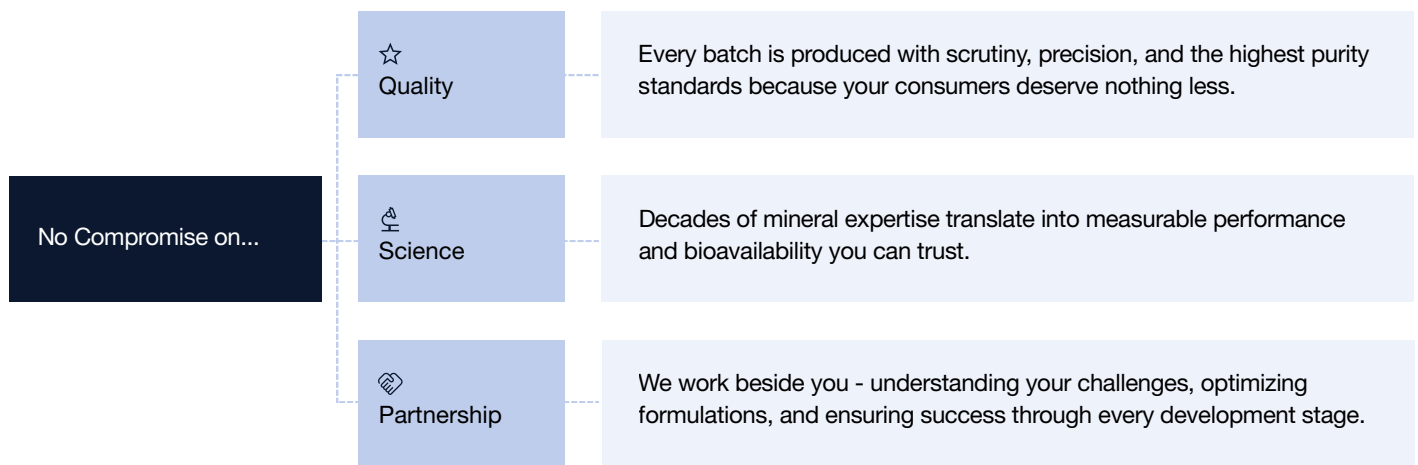 No Compromise on...
Quality
Every batch is produced with scrutiny, precision, and the highest purity
standards because your consumers deserve nothing less.
Science
Decades of mineral expertise translate into measurable performance
and bioavailability you can trust.
Partnership
We work beside you - understanding your challenges, optimizing
formulations, and ensuring success through every development stage.